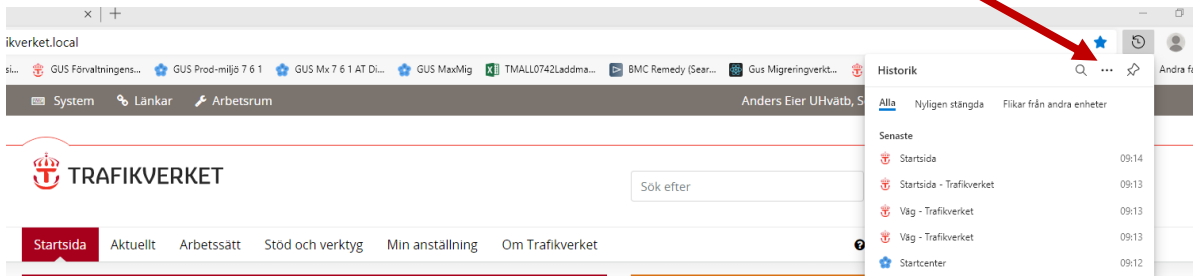 ikverket.local
si... GUS Förvaltningens... GUS Prod-miljö 7 6 1 GUS Mx 7 6 1 AT Di... GUS MaxMig TMALL0742Laddma... BMC Remedy (Sear... Gus Migreringverkt... Andra fa
Historik
System Länkar Arbetsrum Anders Eier UHvätb, S
Alla Nyligen stängda Flikar från andra enheter
Senaste
Startsida 09:14
TRAFIKVERKET
Sök efter
Startsida - Trafikverket 09:13
Väg - Trafikverket 09:13
Väg - Trafikverket 09:13
Startsida Aktuellt Arbetssätt Stöd och verktyg Min anställning Om Trafikverket
Startcenter 09:12